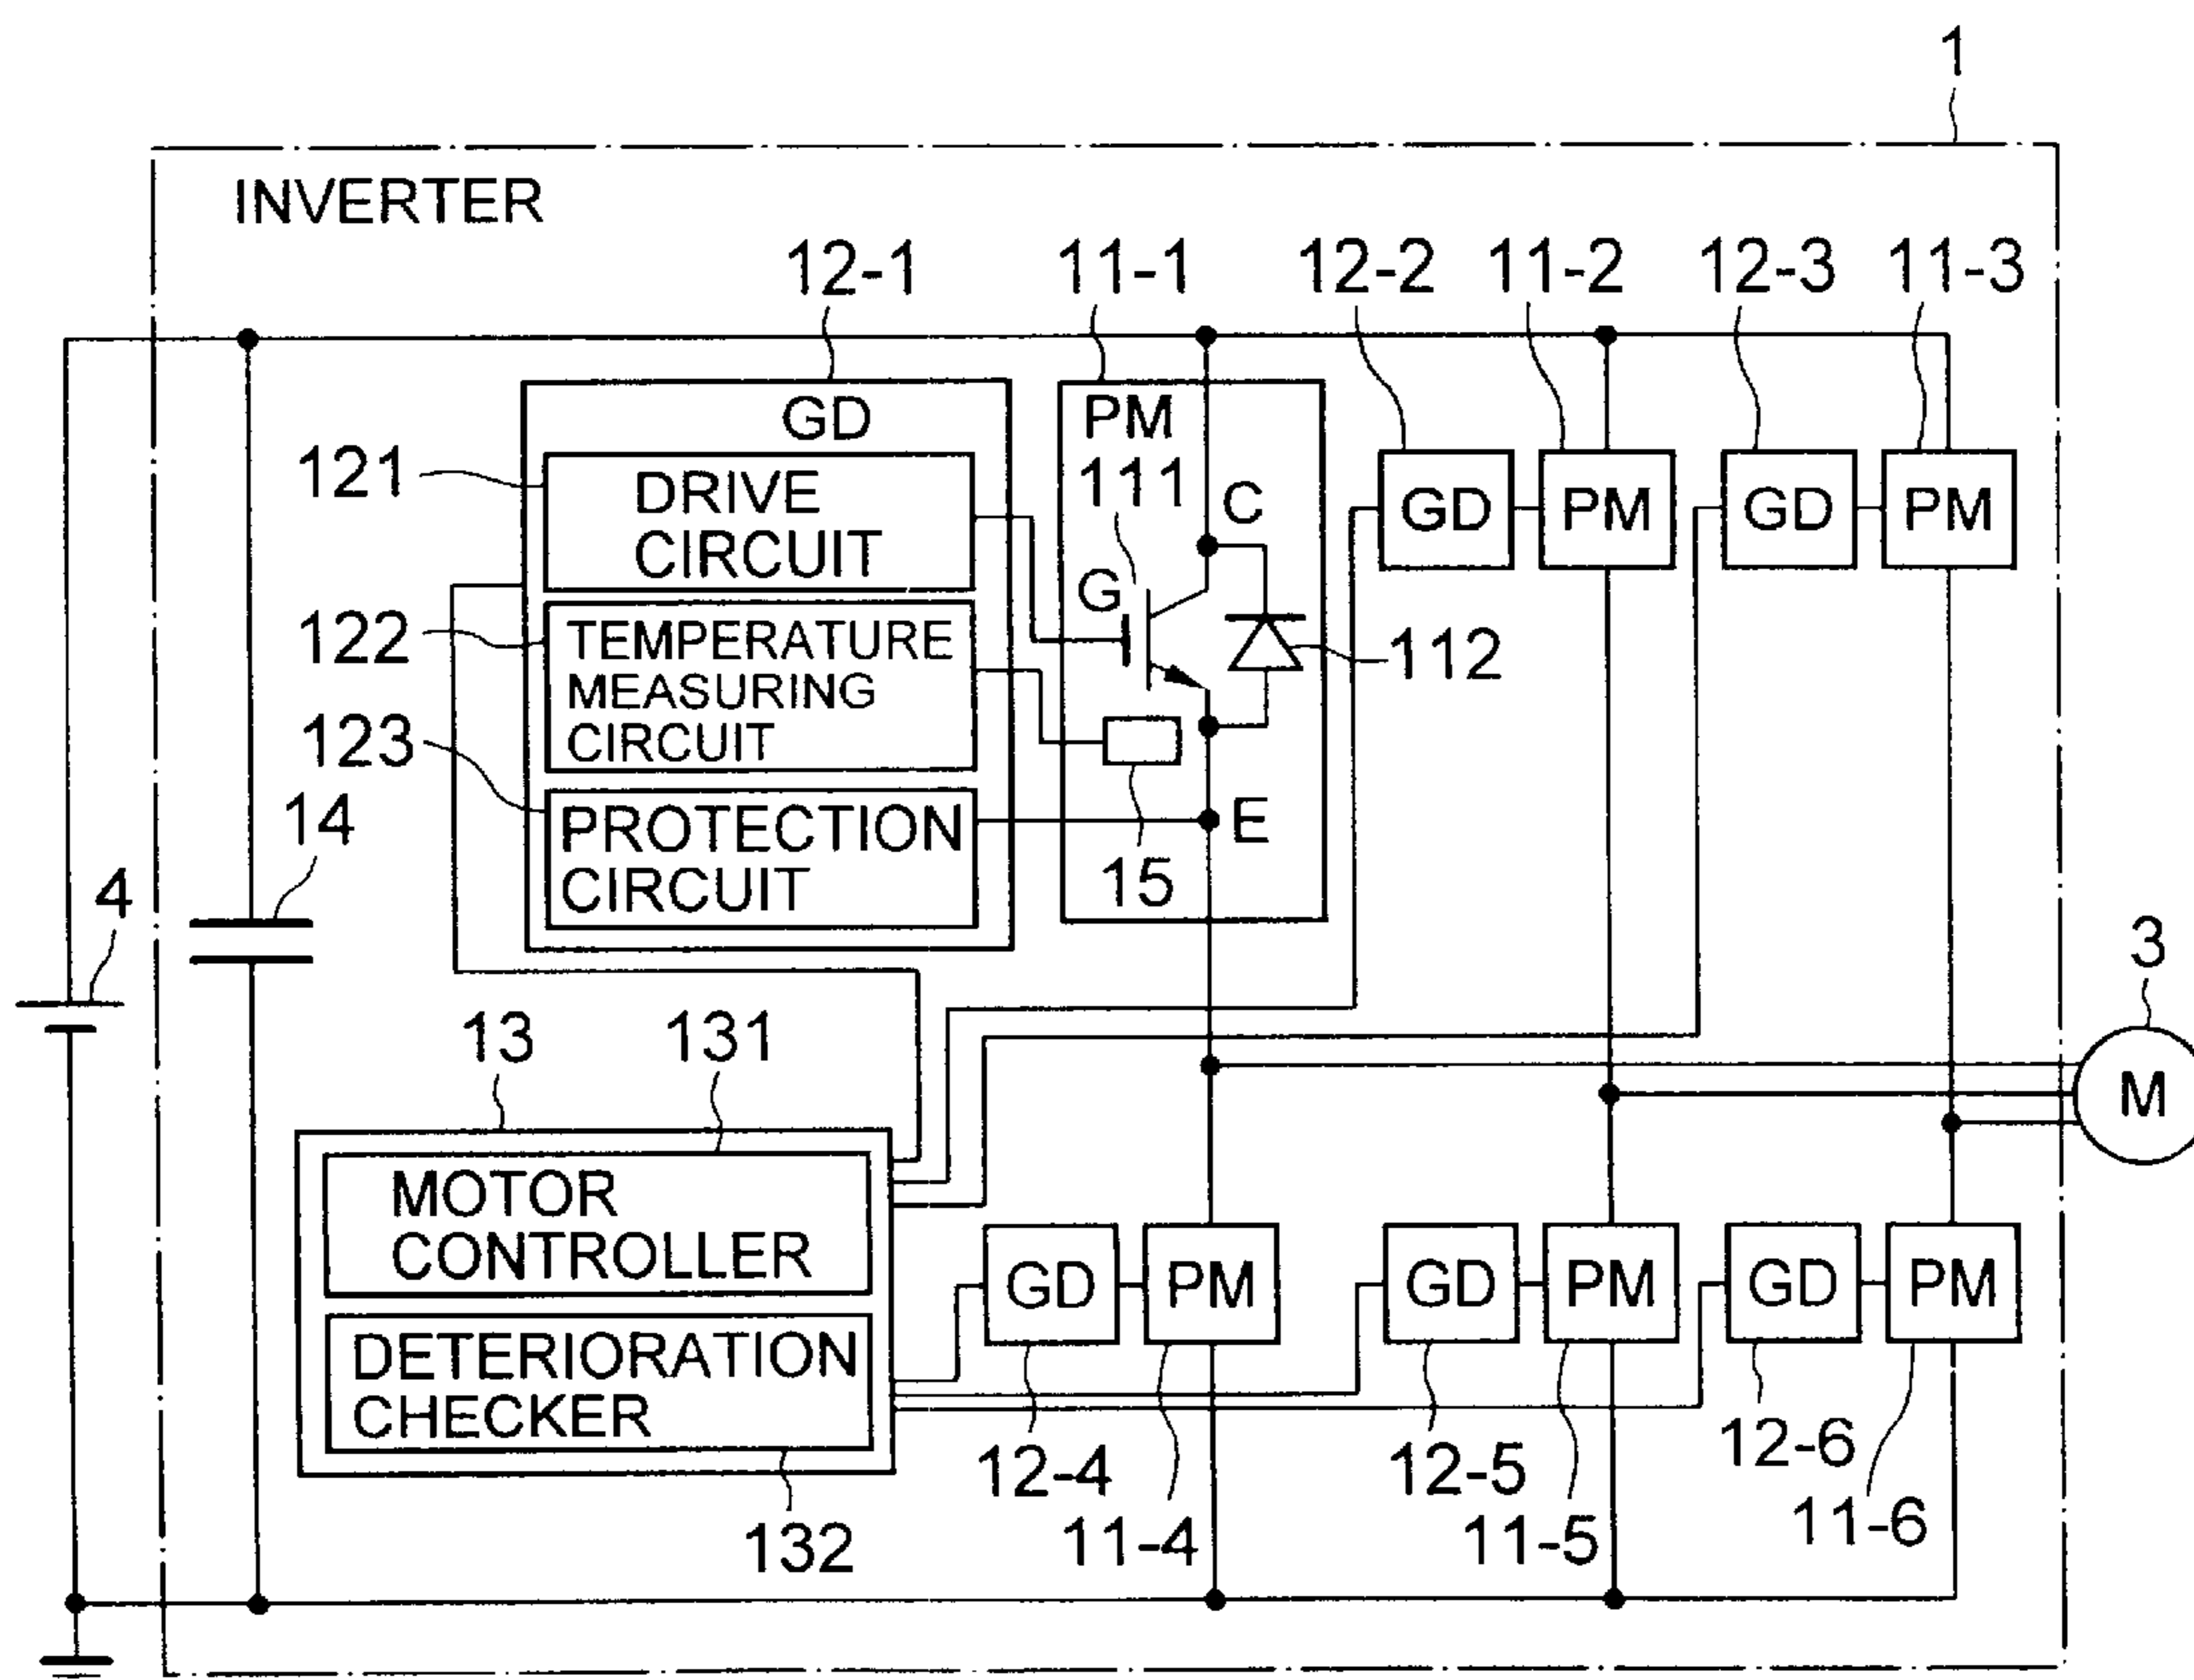 1
INVERTER
12-1
11-1
12-2
11-2
12-3
11-3
GD
PM
121
DRIVE
CIRCUIT
111
C
GD
PM
GD
PM
G
122
TEMPERATURE
MEASURING
CIRCUIT
112
123
PROTECTION
CIRCUIT
E
15
14
4
3
M
13
131
MOTOR
CONTROLLER
DETERIORATION
CHECKER
132
GD
PM
GD
PM
GD
PM
12-4
11-4
12-5
11-5
12-6
11-6